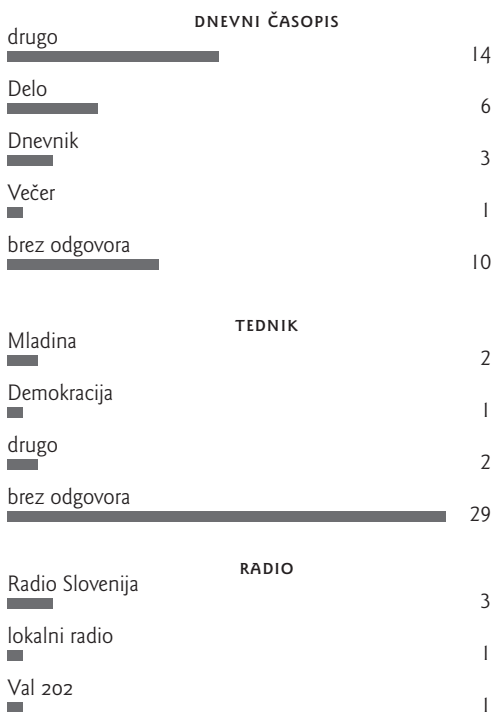 DNEVNI ČASOPIS
drugo
14
Delo
6
Dnevnik
3
Večer
1
brez odgovora
10
TEDNIK
Mladina
2
Demokracija
1
drugo
2
brez odgovora
29
RADIO
Radio Slovenija
3
lokalni radio
1
Val 202
1